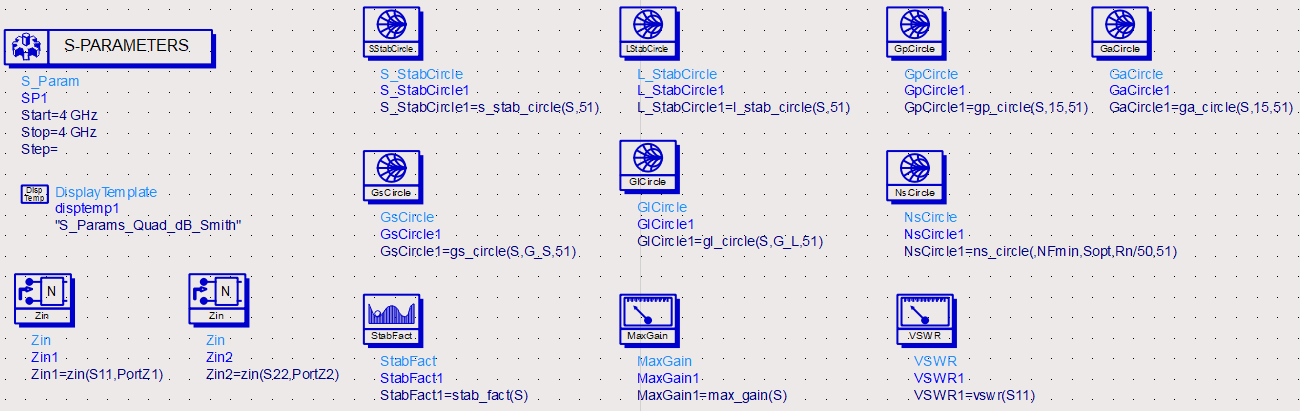 S-PARAMETERS
S_Param
SP1
Start=4 GHz
Stop=4 GHz
Step=
Disp
Temp
DisplayTemplate
disptemp1
"S_Params_Quad_dB_Smith"
N
Zin
Zin
Zin1
Zin1=zin(S11,PortZ1)
N
Zin
Zin
Zin2
Zin2=zin(S22,PortZ2)
SStabCircle
S_StabCircle
S_StabCircle1
S_StabCircle1=s_stab_circle(S,51)
GsCircle
GsCircle
GsCircle1
GsCircle1=gs_circle(S,G_S,51)
StabFact
StabFact
StabFact1
StabFact1=stab_fact(S)
LStabCircle
L_StabCircle
L_StabCircle1
L_StabCircle1=l_stab_circle(S,51)
GlCircle
GlCircle
GlCircle1
GlCircle1=gl_circle(S,G_L,51)
MaxGain
MaxGain
MaxGain1
MaxGain1=max_gain(S)
GpCircle
GpCircle
GpCircle1
GpCircle1=gp_circle(S,15,51)
NsCircle
NsCircle
NsCircle1
NsCircle1=ns_circle(,NFmin,Sopt,Rn/50,51)
VSWR
VSWR
VSWR1
VSWR1=vswr(S11)
GaCircle
GaCircle
GaCircle1
GaCircle1=ga_circle(S,15,51)